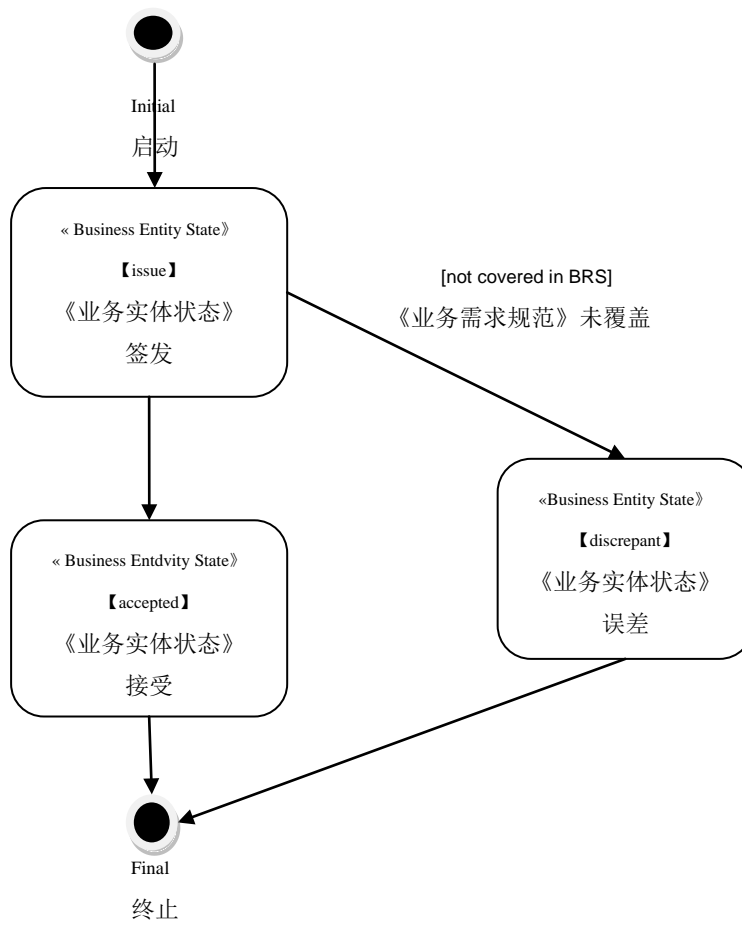 Initial
启动
« Business Entity State》
【issue】
《业务实体状态》
签发
[not covered in BRS]
《业务需求规范》未覆盖
«Business Entity State》
【discrepant】
《业务实体状态》
误差
« Business Entdvity State》
【accepted】
《业务实体状态》
接受
Final
终止